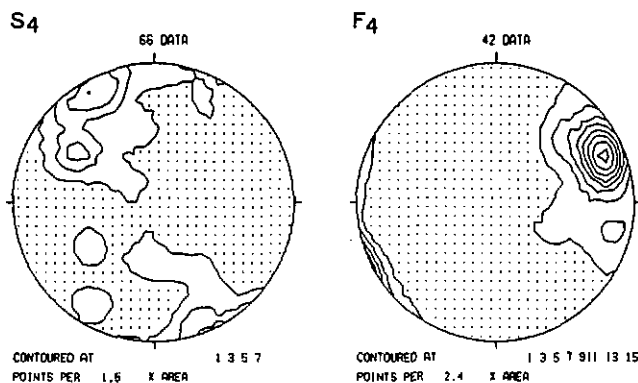 S4
66 DATA
CONTOURED AT 1 3 5 7
POINTS PER 1.5 % AREA
F4
42 DATA
CONTOURED AT 1 3 5 7 9 11 13 15
POINTS PER 2.4 % AREA